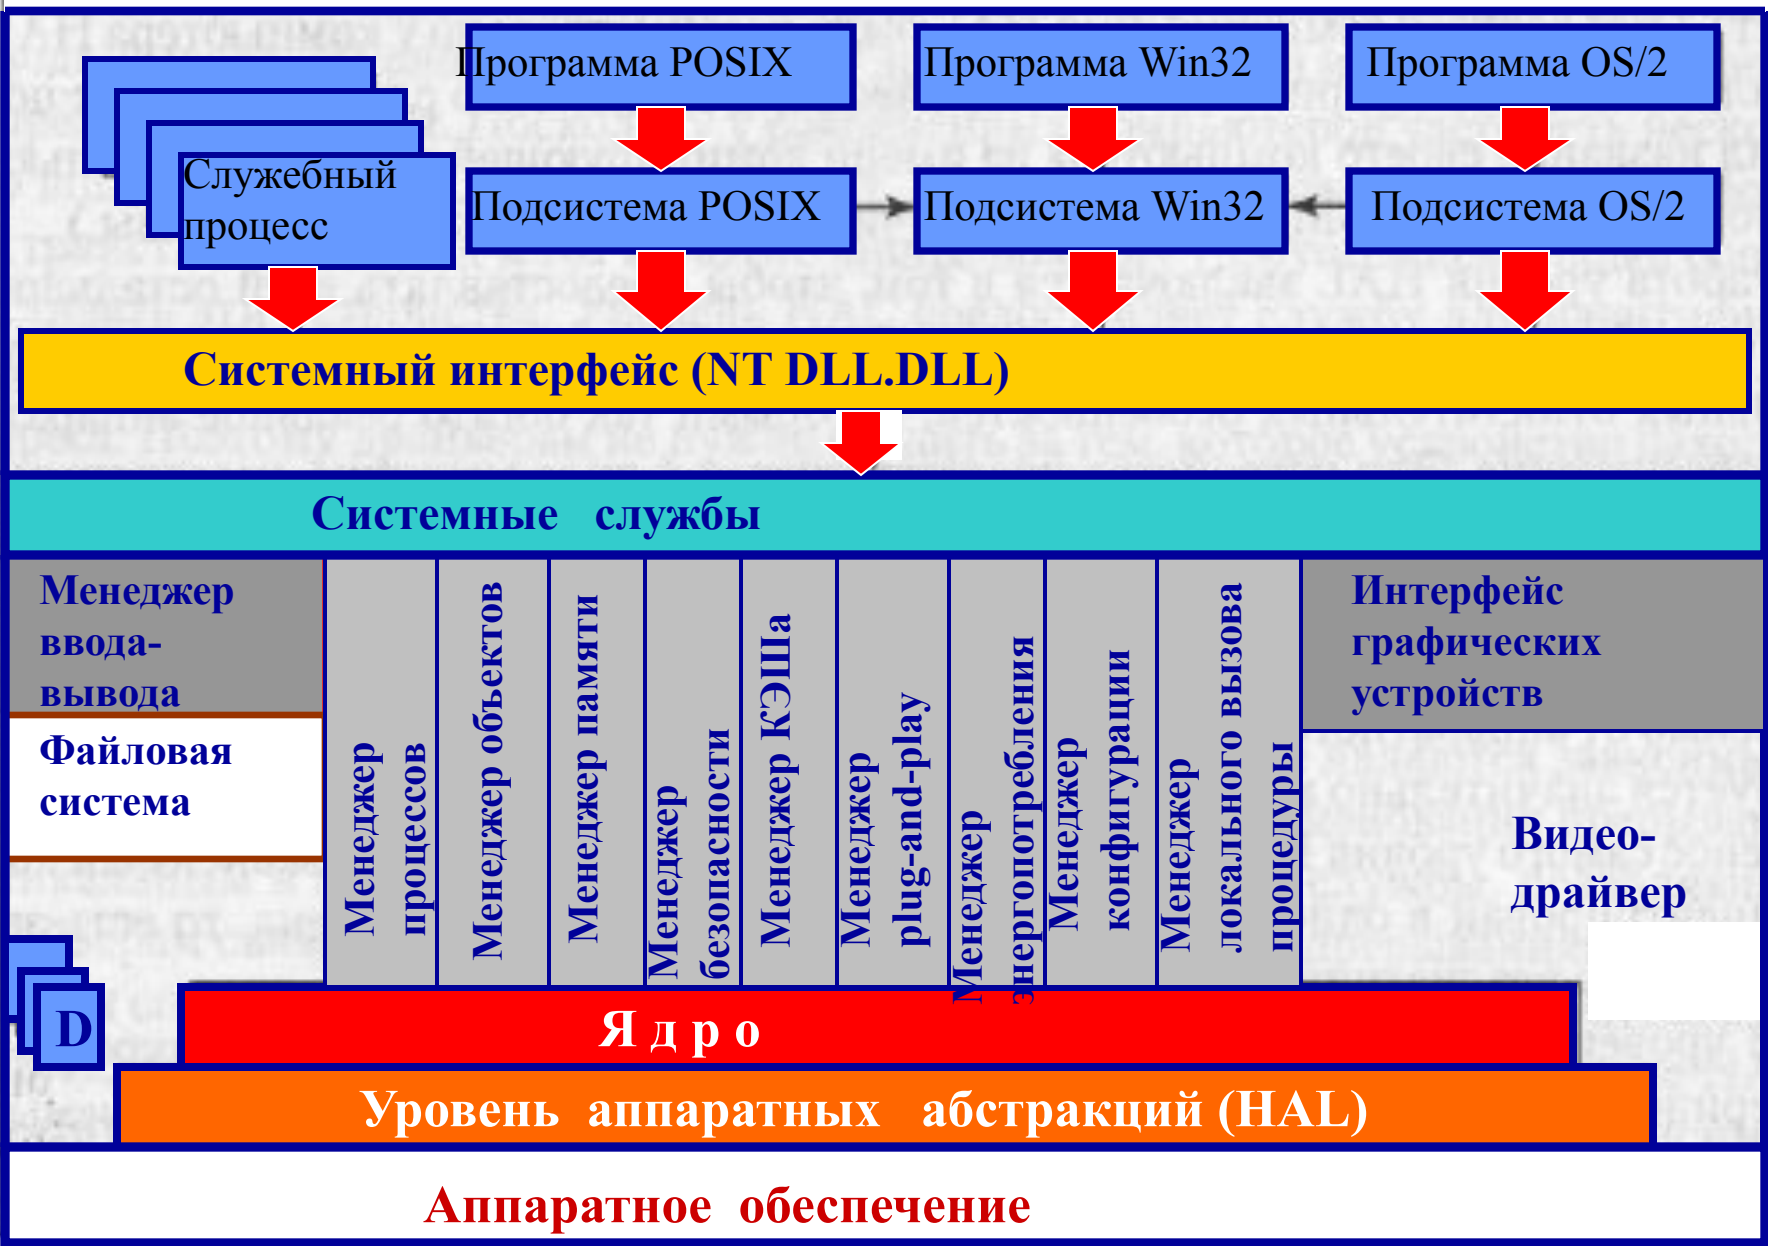 Программа POSIX
Программа Win32
Программа OS/2
Служебный
процесс
Подсистема POSIX
Подсистема Win32
Подсистема OS/2
Системный интерфейс (NT DLL.DLL)
Системные службы
Менеджер
ввода-
вывода
Файловая
система
Менеджер
процессов
Менеджер объектов
Менеджер памяти
Менеджер
безопасности
Менеджер КЭШа
Менеджер
plug-and-play
Менеджер
энергопотребления
Менеджер
конфигурации
Менеджер
локального вызова
процедуры
Интерфейс
графических
устройств
Видео-
драйвер
D
Я д р о
Уровень аппаратных абстракций (HAL)
Аппаратное обеспечение